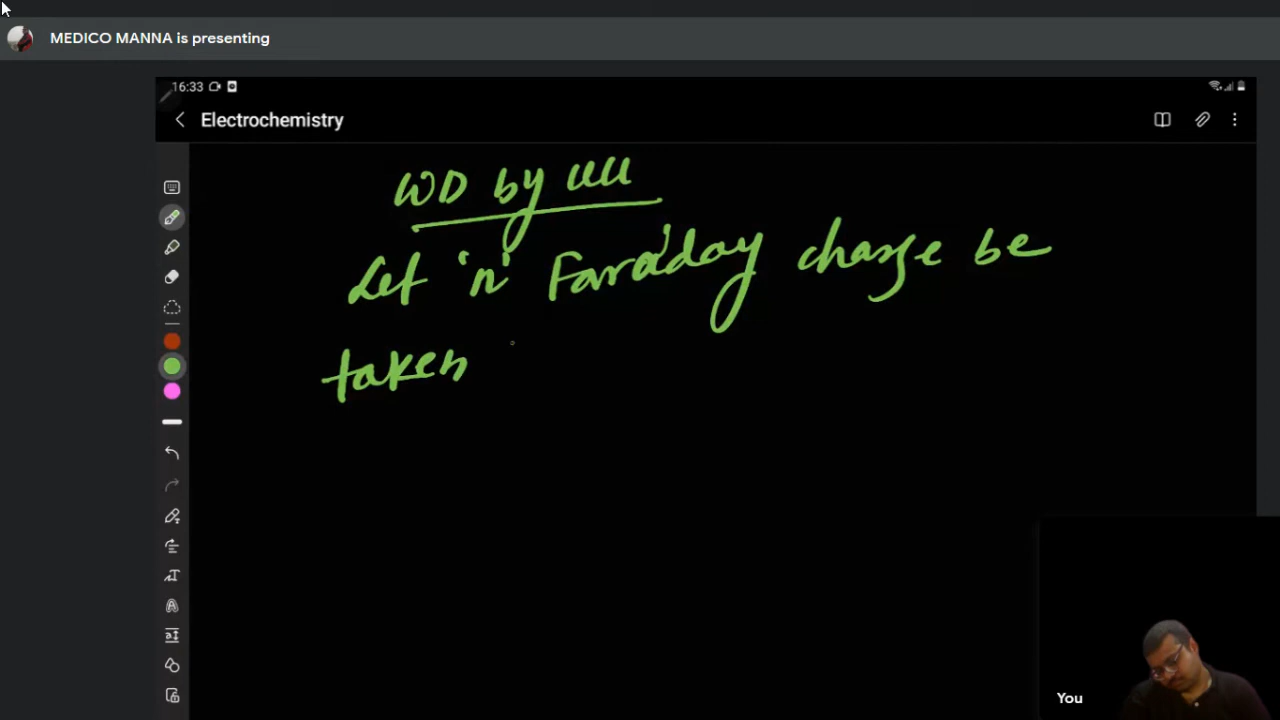 MEDICO MANNA is presenting
16:33
Electrochemistry
WD by cell
Let 'n' Faraday charge be
taken
You